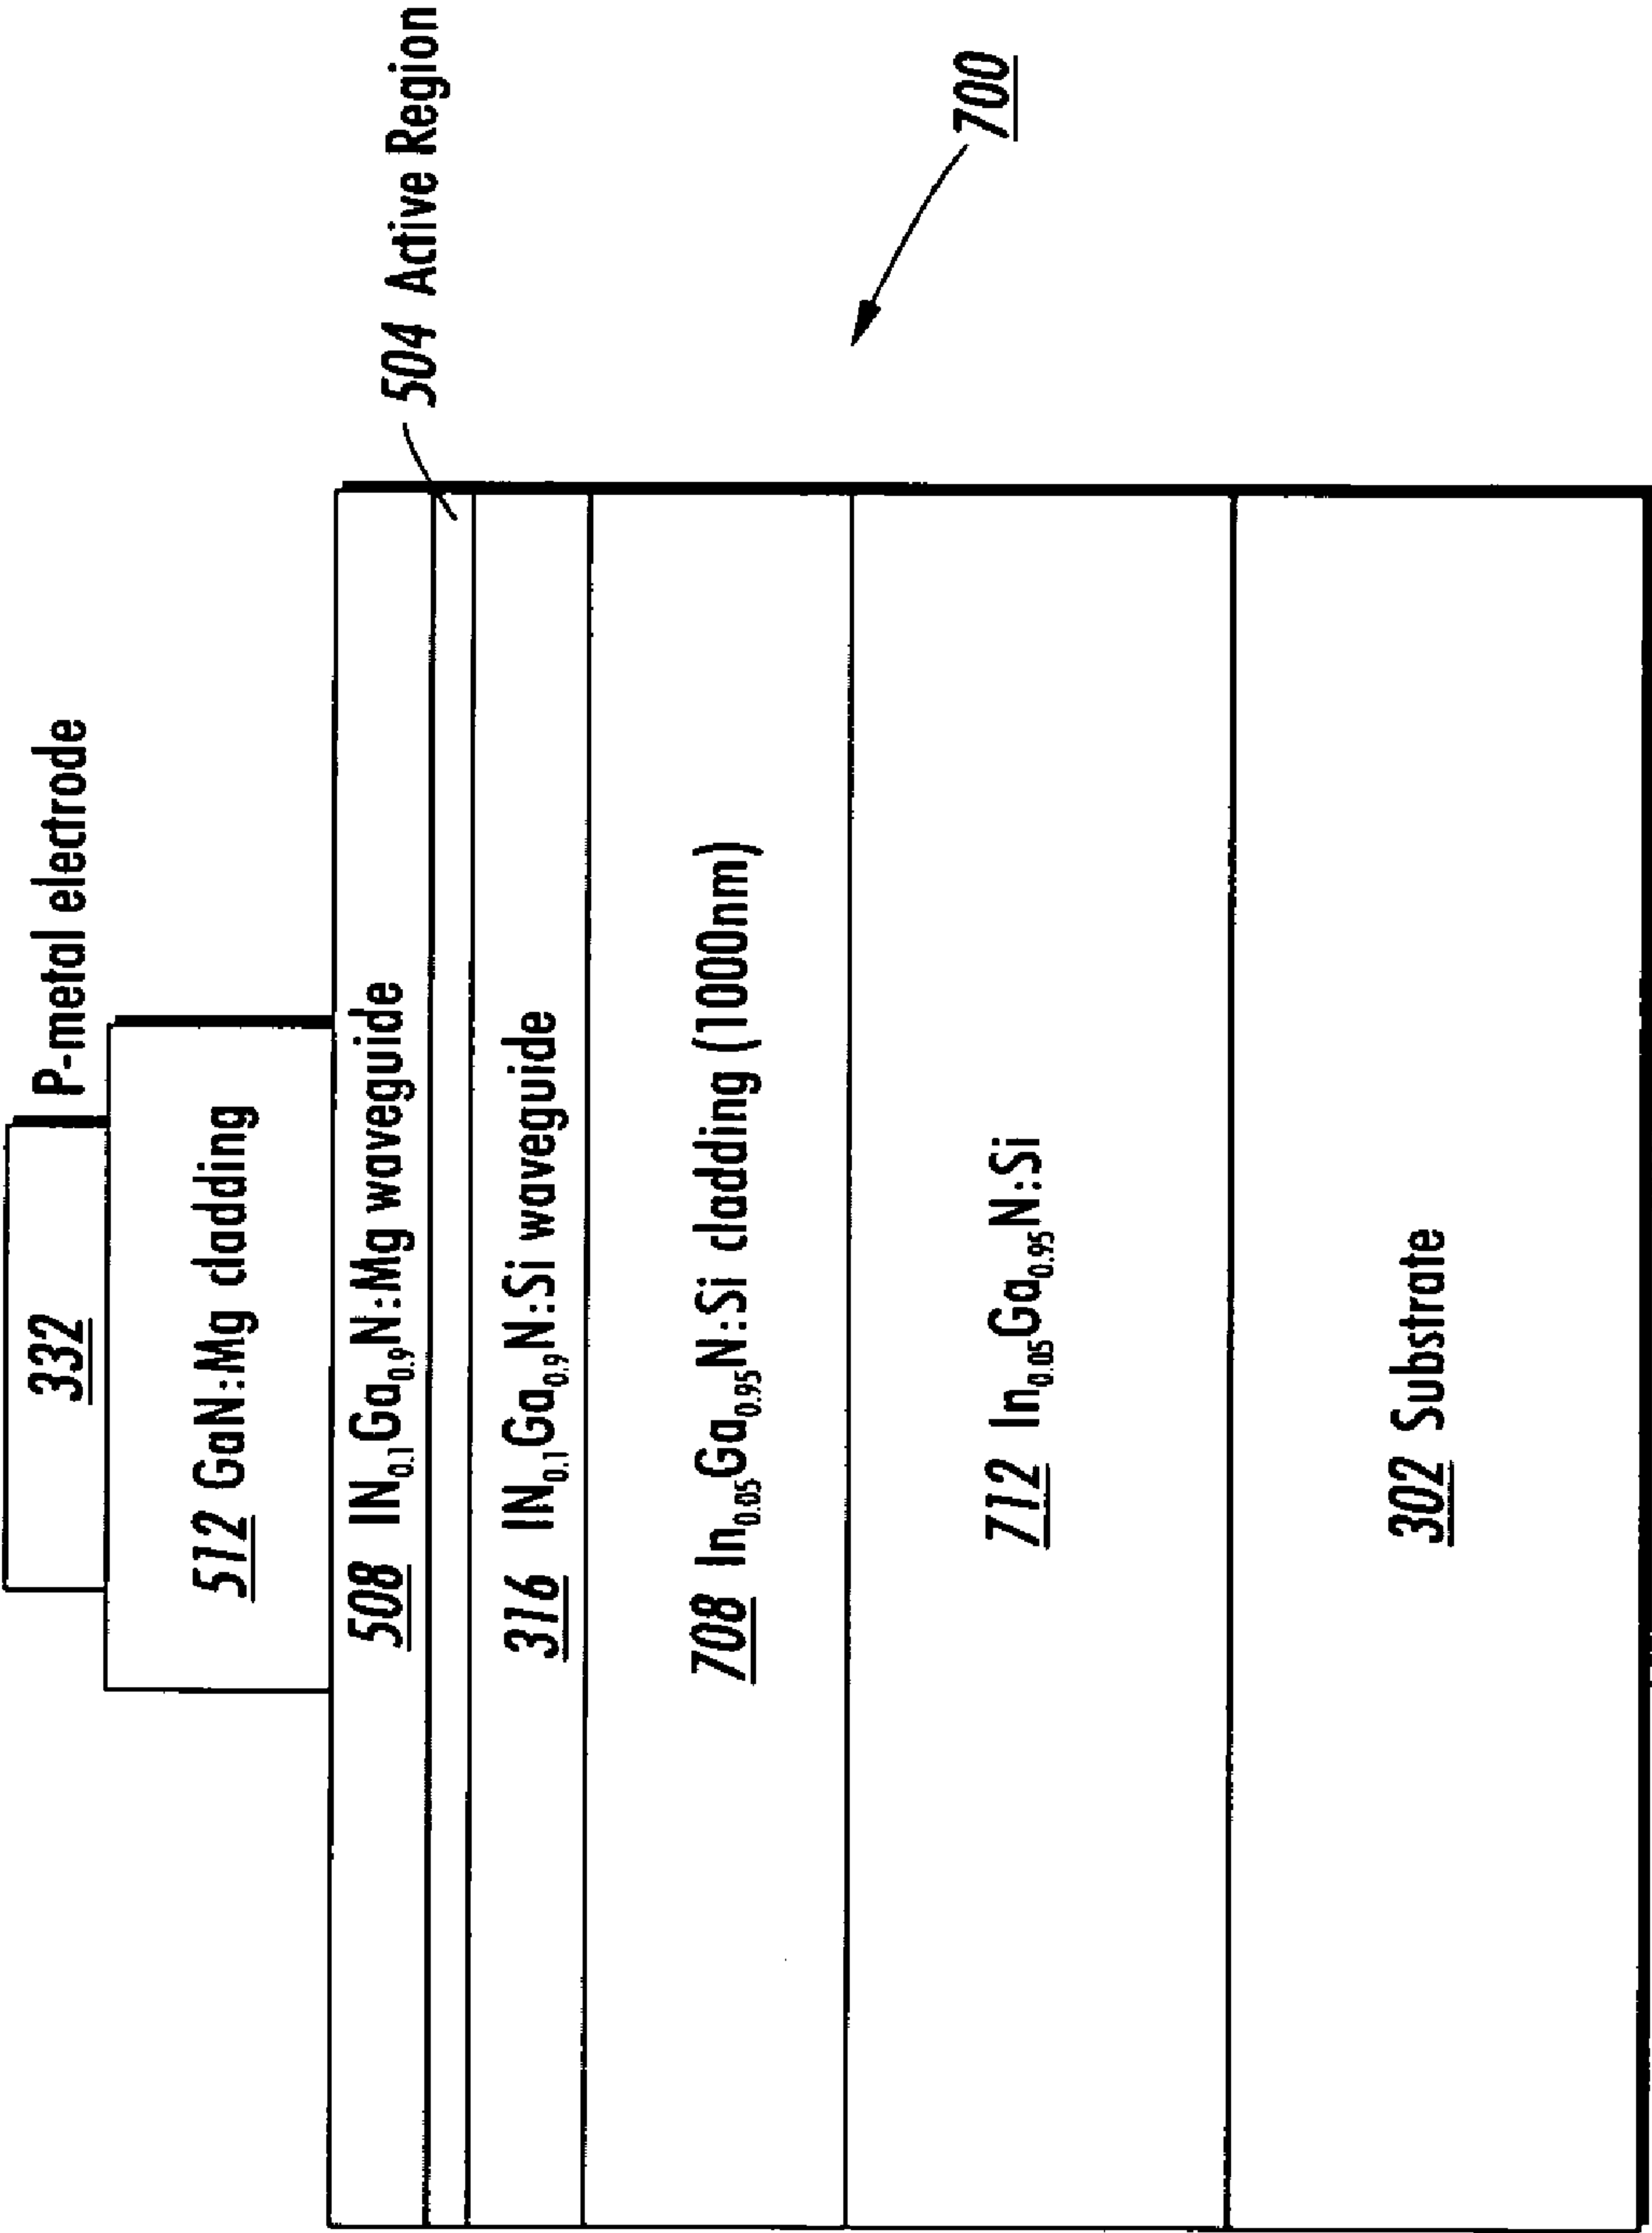 332
P-metal electrode
512 GaN:Mg cladding
508 IN0.1Ga0.9N:Mg waveguide
504 Active Region
316 IN0.1Ga0.9N:Si waveguide
708 In0.05Ga0.95N:Si cladding (1000nm)
712 In0.05Ga0.95N:Si
302 Substrate
700